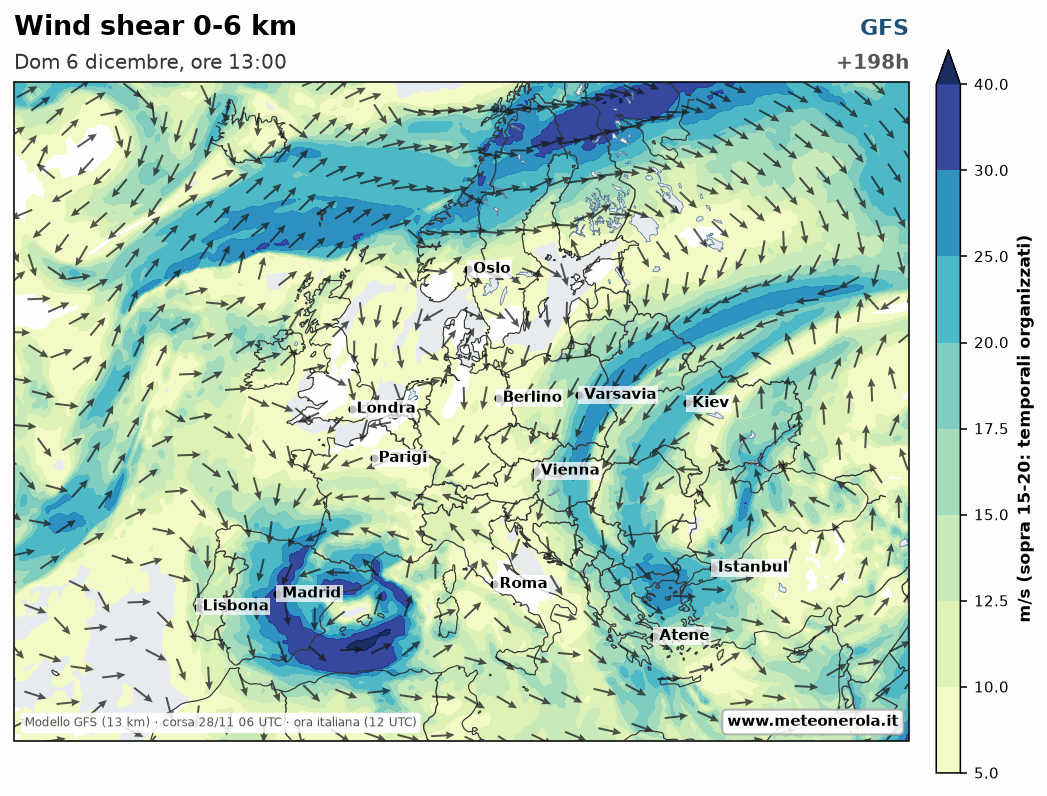 Wind shear 0-6 km
GFS
Dom 6 dicembre, ore 13:00
+198h
40.0
30.0
25.0
20.0
17.5
15.0
12.5
10.0
5.0
m/s (sopra 15-20: temporali organizzati)
Oslo
Berlino
Varsavia
Kiev
Londra
Parigi
Vienna
Istanbul
Roma
Madrid
Lisbona
Atene
Modello GFS (13 km) · corsa 28/11 06 UTC · ora italiana (12 UTC)
www.meteonerola.it